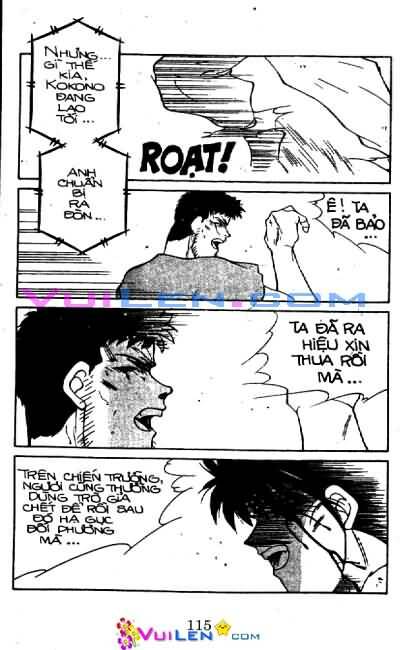 NHƯNG...
GÌ THẾ
KÌA,
KOKONO
ĐANG
LAO
TỚI...
ANH
CHUẨN
BỊ
RA
ĐÒN...
ROẠT!
Ê! TA
ĐÃ BẢO
...
VUILEN.COM
TA ĐÃ RA
HIỆU XIN
THUA RỒI
MÀ...
TRÊN CHIẾN TRƯỜNG,
NGƯỜI CŨNG THƯỜNG
DÙNG TRÒ GIẢ
CHẾT ĐỂ RỒI SAU
ĐÓ HẠ GỤC
ĐỐI PHƯƠNG
MÀ...
115
VUILEN.COM